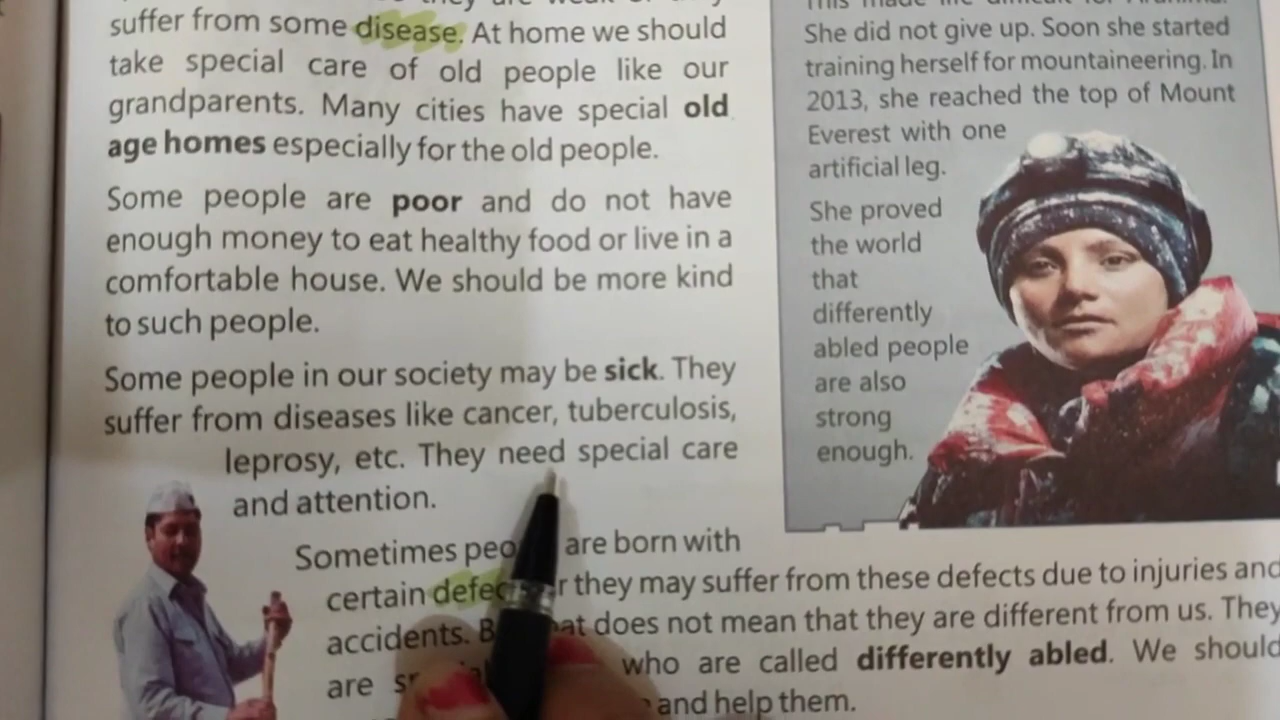 suffer from some disease. At home we should
take special care of old people like our
grandparents. Many cities have special old
age homes especially for the old people.
Some people are poor and do not have
enough money to eat healthy food or live in a
comfortable house. We should be more kind
to such people.
Some people in our society may be sick. They
suffer from diseases like cancer, tuberculosis,
leprosy, etc. They need special care
and attention.
Sometimes are born with
certain they may suffer from these defects due to injuries and
accidents. does not mean that they are different from us. They
are who are called differently abled. We should
and help them.
She did not give up. Soon she started
training herself for mountaineering. In
2013, she reached the top of Mount
Everest with one
artificial leg.
She proved
the world
that
differently
abled people
are also
strong
enough.